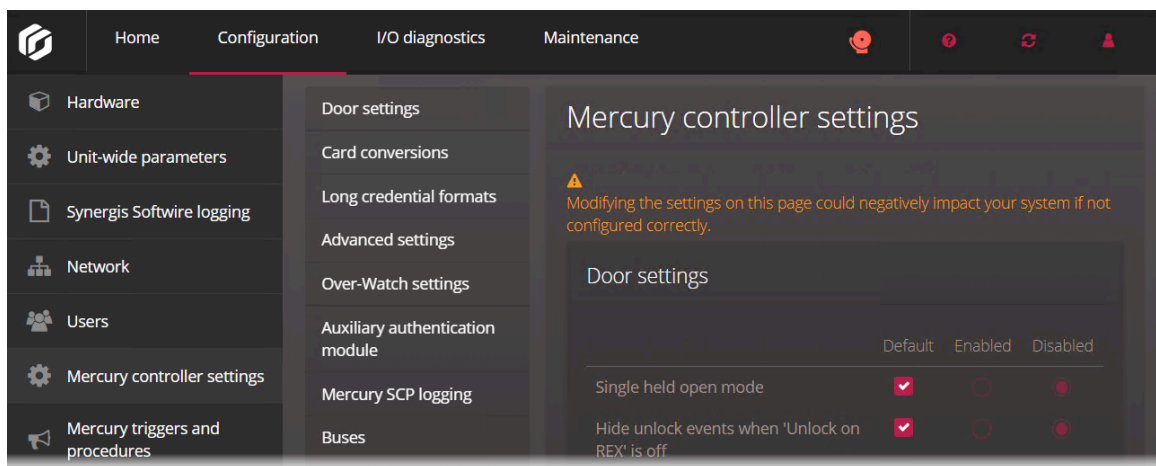 Home Configuration I/O diagnostics Maintenance
Hardware
Unit-wide parameters
Synergis Softwire logging
Network
Users
Mercury controller settings
Mercury triggers and
procedures
Door settings
Card conversions
Long credential formats
Advanced settings
Over-Watch settings
Auxiliary authentication
module
Mercury SCP logging
Buses
Mercury controller settings
Modifying the settings on this page could negatively impact your system if not
configured correctly.
Door settings
Default Enabled Disabled
Single held open mode
Hide unlock events when 'Unlock on
REX' is off